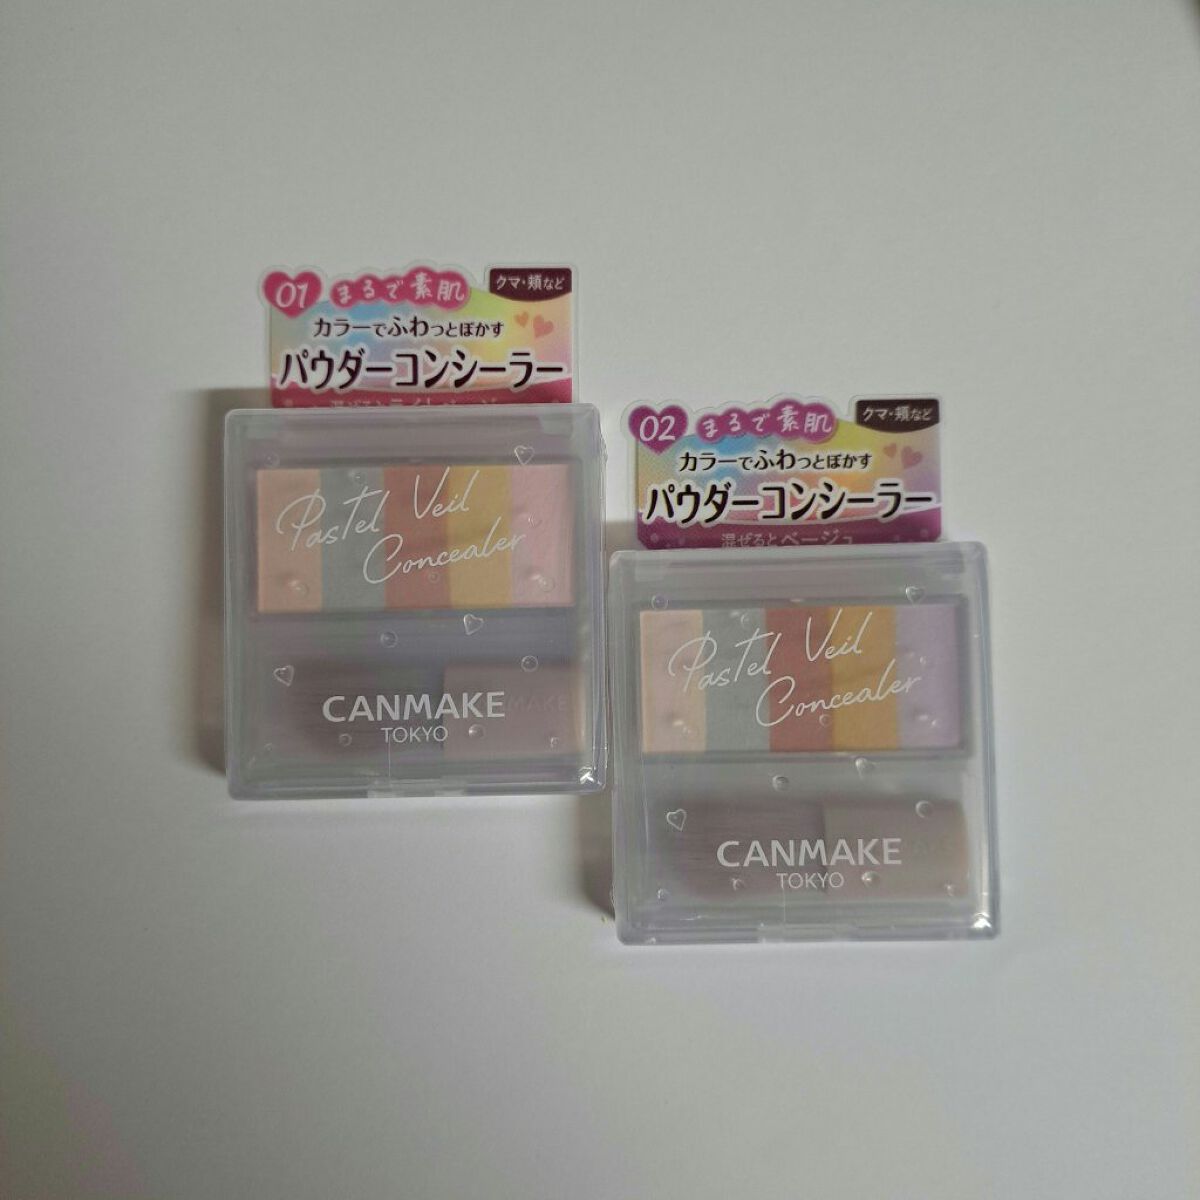 01 まるで素肌 クマ・頬など
カラーでふわっとぼかす
パウダーコンシーラー
Pastel Veil
Concealer
CANMAKE
TOKYO
02 まるで素肌 クマ・頬など
カラーでふわっとぼかす
パウダーコンシーラー
混ぜるとベージュ
Pastel Veil
Concealer
CANMAKE
TOKYO